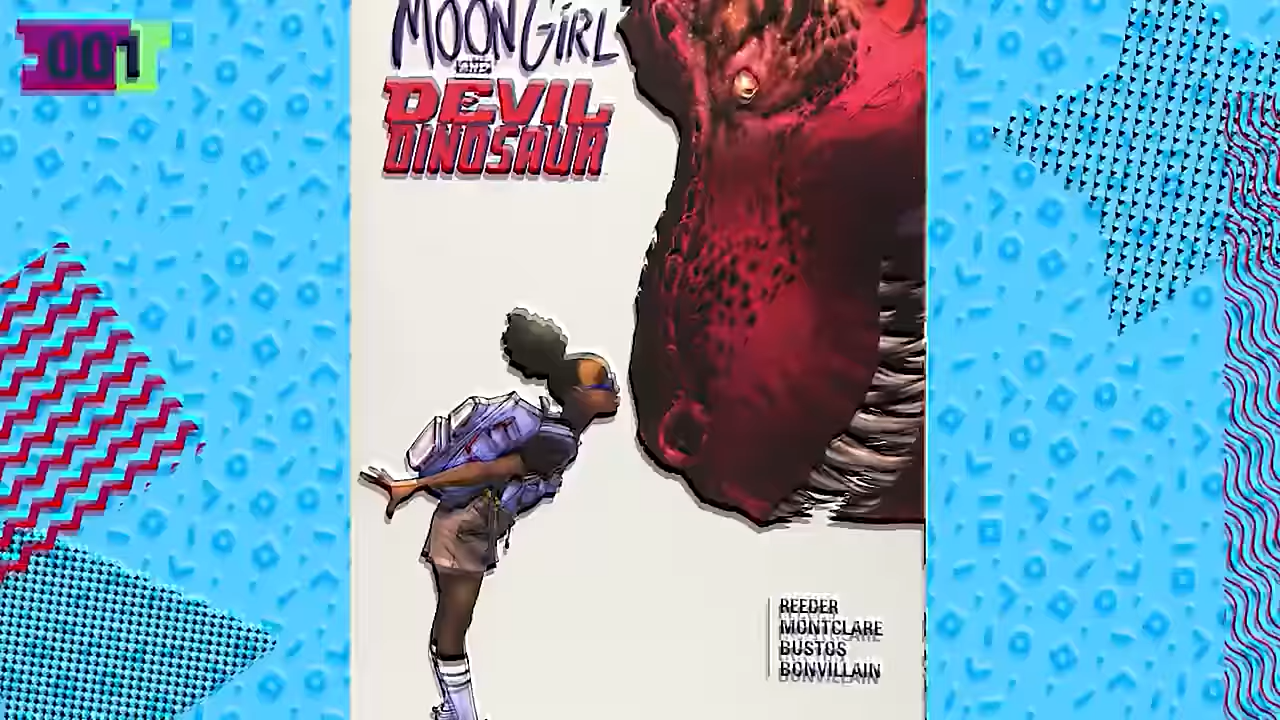 001
MOON GiRL
AND
DEVIL
DINOSAUR
REEDER
MONTCLARE
BUSTOS
BONVILLAIN